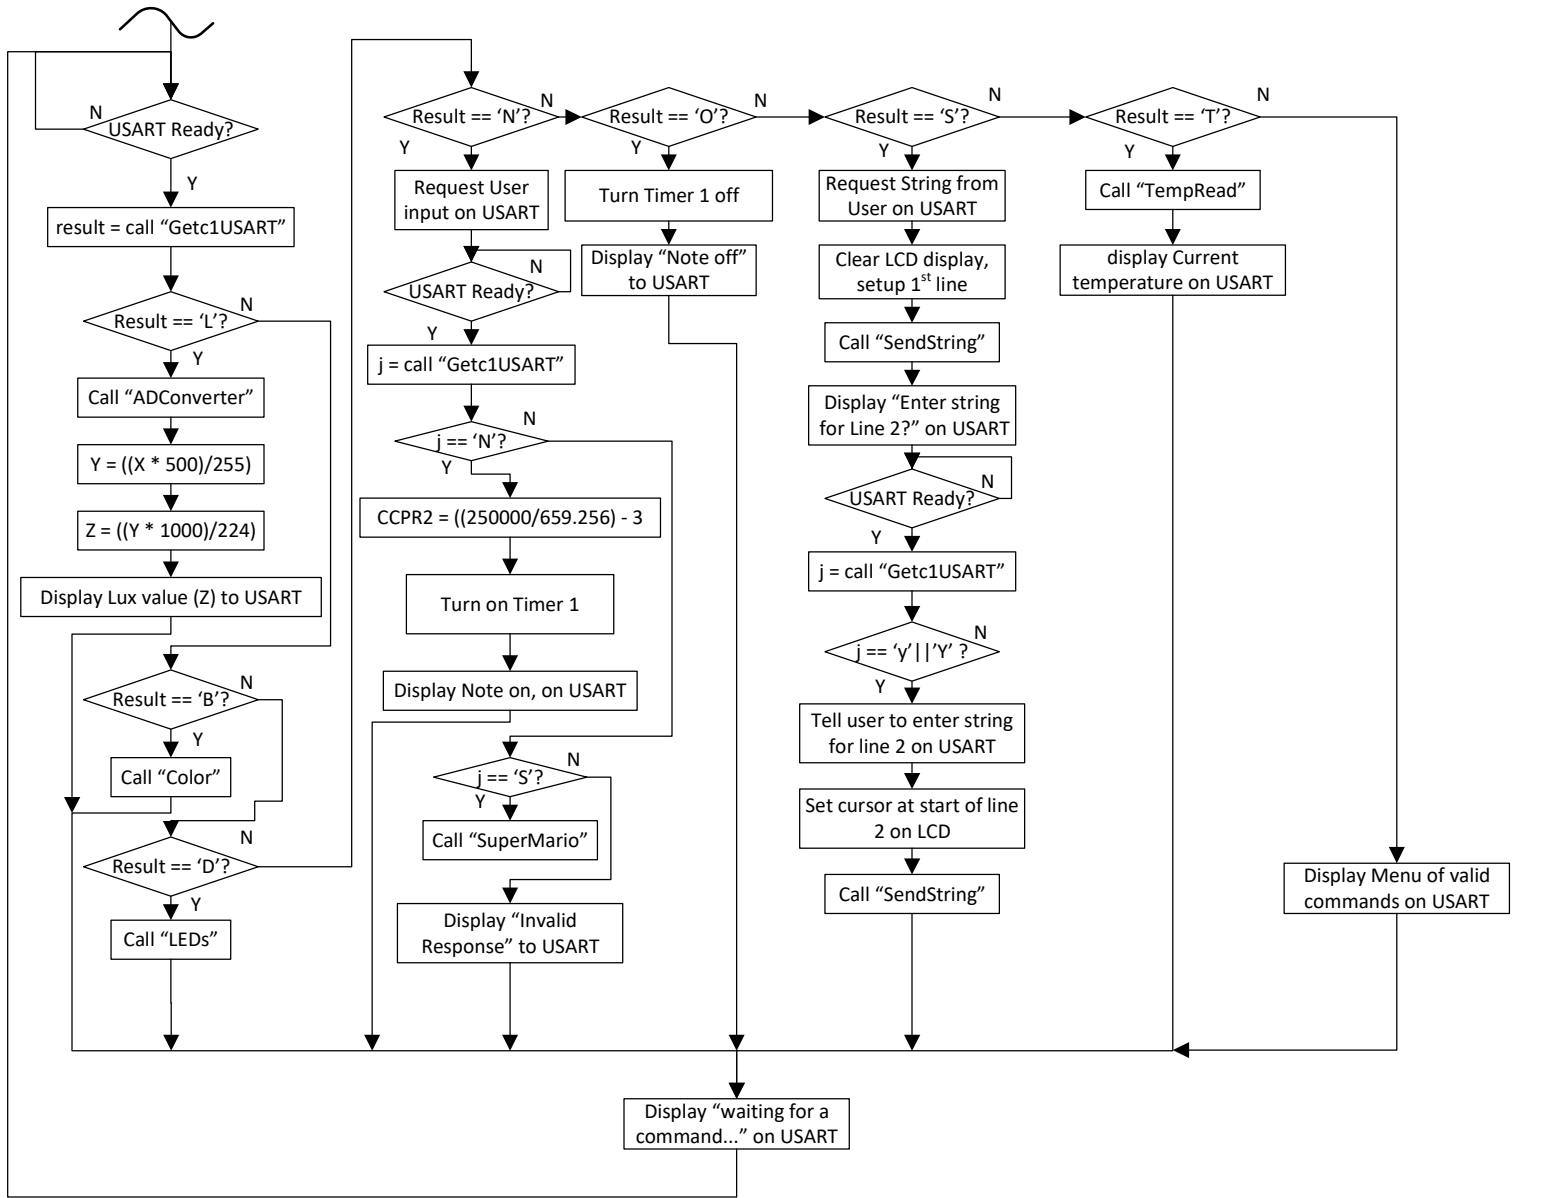 USART Ready?
N
Y
result = call “Getc1USART”
Result == ‘L’?
N
Y
Call “ADConverter”
Y = ((X * 500)/255)
Z = ((Y * 1000)/224)
Display Lux value (Z) to USART
Result == ‘B’?
N
Y
Call “Color”
Result == ‘D’?
N
Y
Call “LEDs”
Result == ‘N’?
N
Y
Request User
input on USART
USART Ready?
N
Y
j = call “Getc1USART”
j == ‘N’?
N
Y
CCPR2 = ((250000/659.256) - 3
Turn on Timer 1
Display Note on, on USART
j == ‘S’?
N
Y
Call “SuperMario”
Display “Invalid
Response” to USART
Result == ‘O’?
N
Y
Turn Timer 1 off
Display “Note off”
to USART
Result == ‘S’?
N
Y
Request String from
User on USART
Clear LCD display,
setup 1st line
Call “SendString”
Display “Enter string
for Line 2?” on USART
USART Ready?
N
Y
j = call “Getc1USART”
j == ‘y’||’Y’ ?
N
Y
Tell user to enter string
for line 2 on USART
Set cursor at start of line
2 on LCD
Call “SendString”
Result == ‘T’?
N
Y
Call “TempRead”
display Current
temperature on USART
Display Menu of valid
commands on USART
Display “waiting for a
command...” on USART